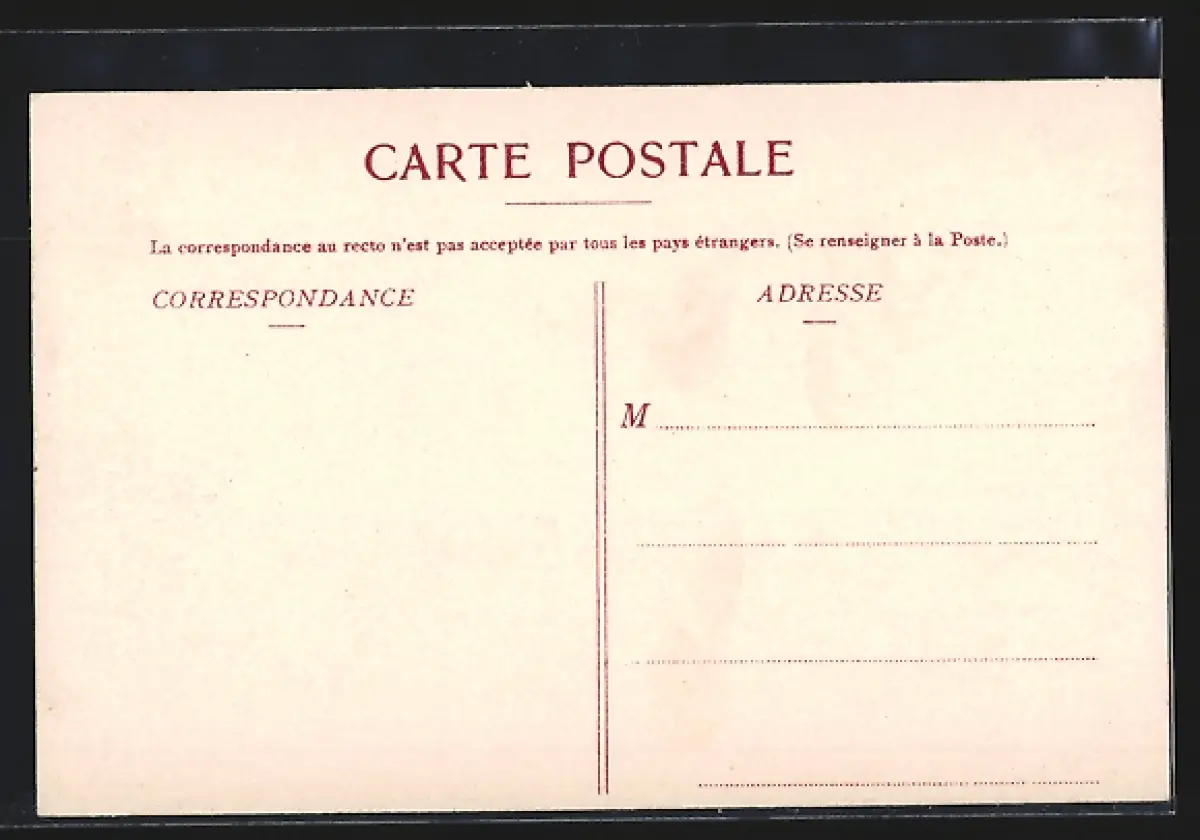 CARTE POSTALE
La correspondance au recto n'est pas acceptée par tous les pays étrangers. (Se renseigner à la Poste.)
CORRESPONDANCE
ADRESSE
M